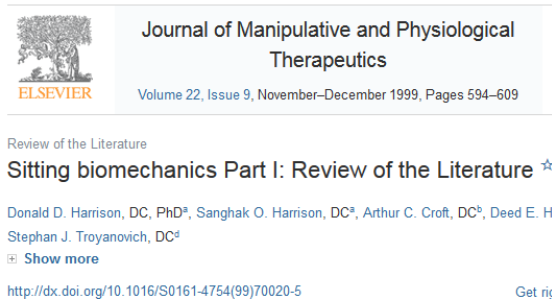 Journal of Manipulative and Physiological
Therapeutics
ELSEVIER
Volume 22, Issue 9, November–December 1999, Pages 594–609
Review of the Literature
Sitting biomechanics Part I: Review of the Literature ☆
Donald D. Harrison, DC, PhDᵃ, Sanghak O. Harrison, DCᵃ, Arthur C. Croft, DCᵇ, Deed E. H
Stephan J. Troyanovich, DCᵈ
Show more
http://dx.doi.org/10.1016/S0161-4754(99)70020-5
Get rig